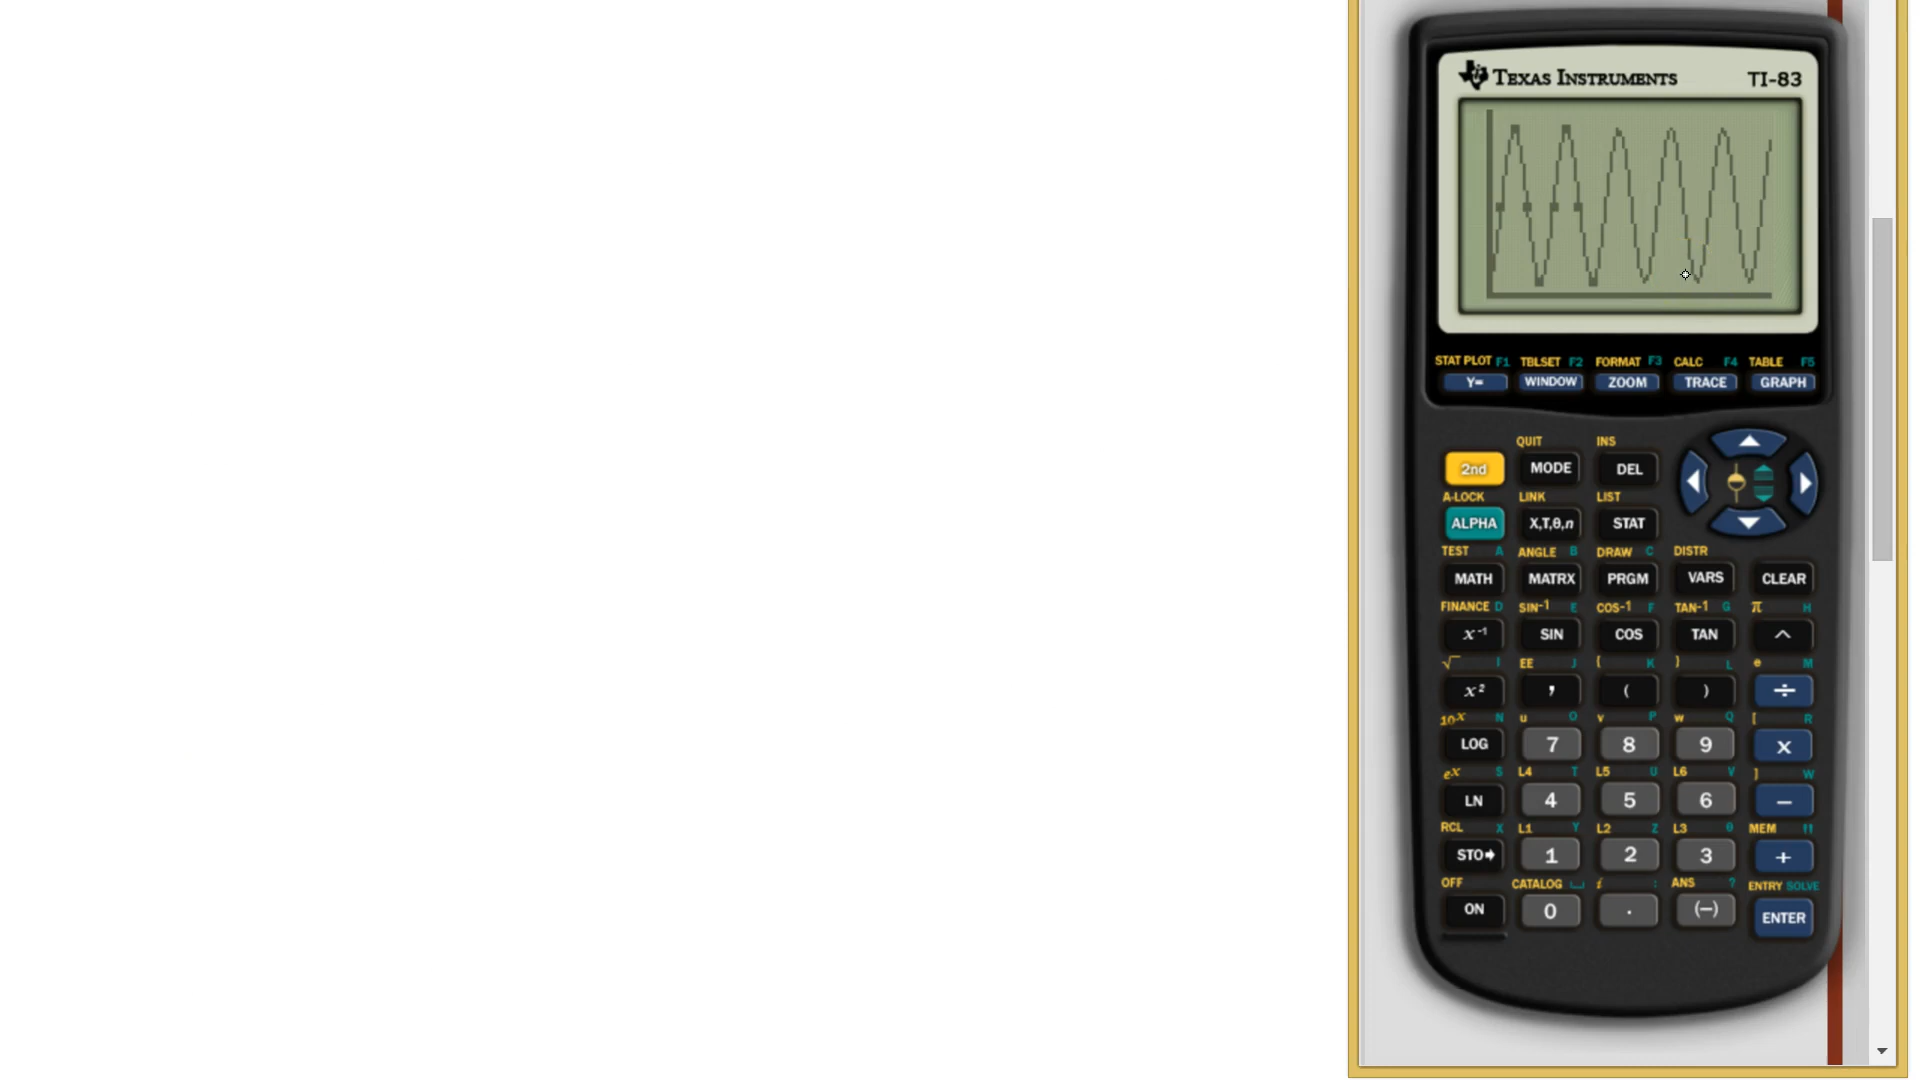 TEXAS INSTRUMENTS TI-83
STAT PLOT F1 TBLSET F2 FORMAT F3 CALC F4 TABLE F5
Y= WINDOW ZOOM TRACE GRAPH
QUIT INS
2nd MODE DEL
A-LOCK LINK LIST
ALPHA X,T,θ,n STAT
TEST A ANGLE B DRAW C DISTR
MATH MATRX PRGM VARS CLEAR
FINANCE D SIN-1 E COS-1 F TAN-1 G π H
x-1 SIN COS TAN ^
√ I EE J { K } L e M
x2 , ( ) ÷
10x N u O v P w Q [ R
LOG 7 8 9 x
ex S L4 T L5 U L6 V ] W
LN 4 5 6 −
RCL X L1 Y L2 Z L3 θ MEM "
STO➡ 1 2 3 +
OFF CATALOG i : ANS ? ENTRY SOLVE
ON 0 . (−) ENTER